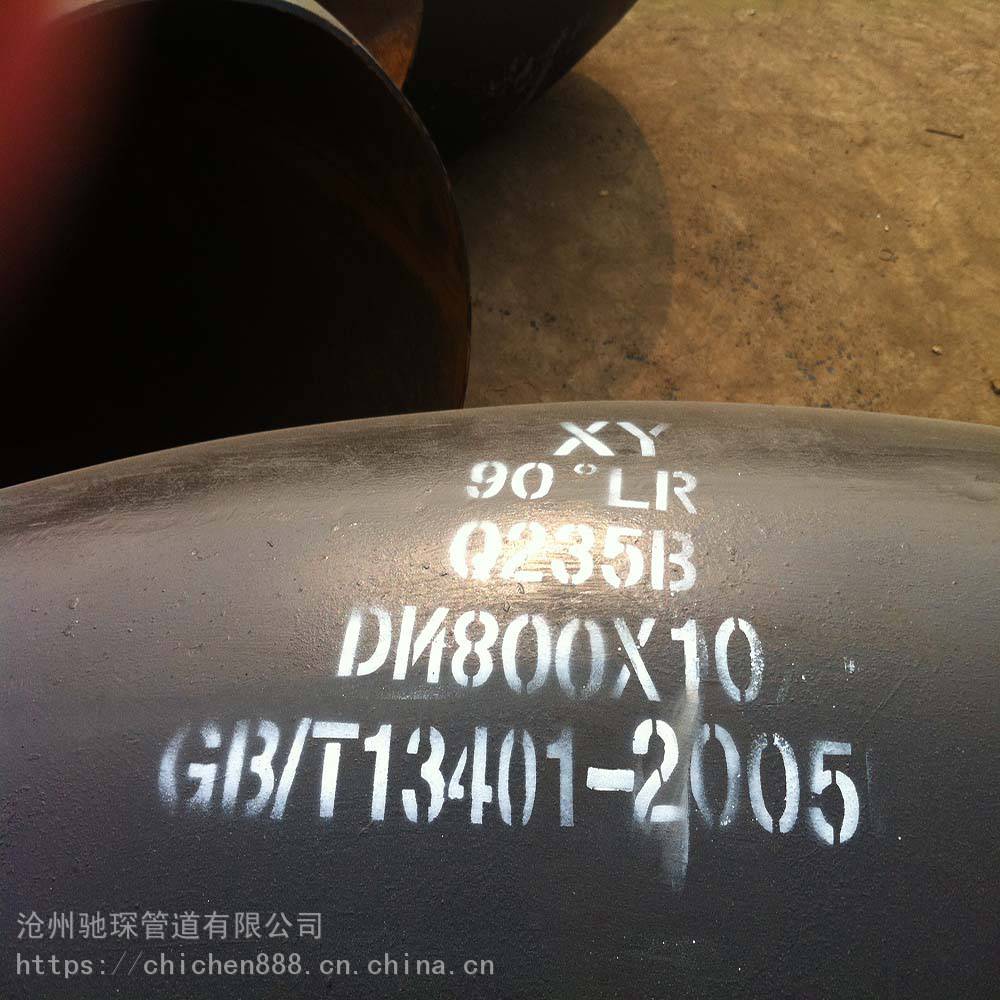 XY
90°LR
Q235B
DN800X10
GB/T13401-2005
沧州驰琛管道有限公司
https://chichen888.cn.china.cn